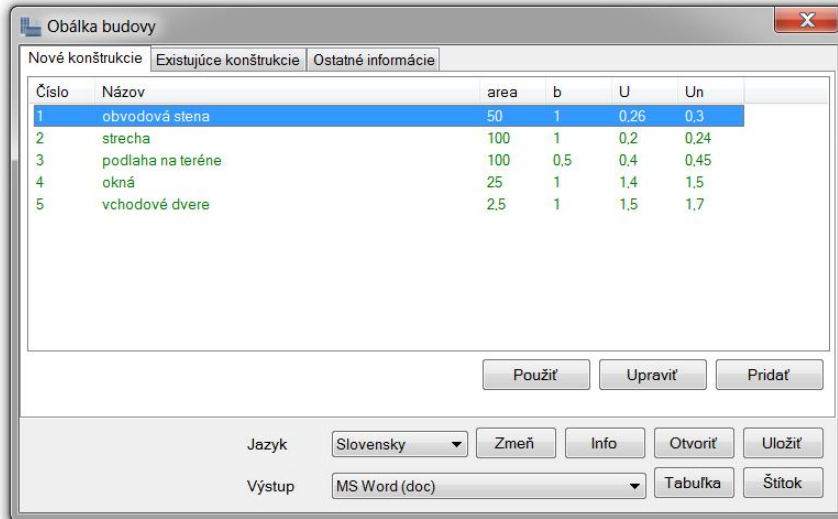 Obálka budovy
Nové konštrukcie Existujúce konštrukcie Ostatné informácie
Číslo Názov area b U Un
1 obvodová stena 50 1 0,26 0,3
2 strecha 100 1 0,2 0,24
3 podlaha na teréne 100 0,5 0,4 0,45
4 okná 25 1 1,4 1,5
5 vchodové dvere 2,5 1 1,5 1,7
Použiť Upraviť Pridať
Jazyk Slovensky Zmeň Info Otvoriť Uložiť
Výstup MS Word (doc) Tabuľka Štítok